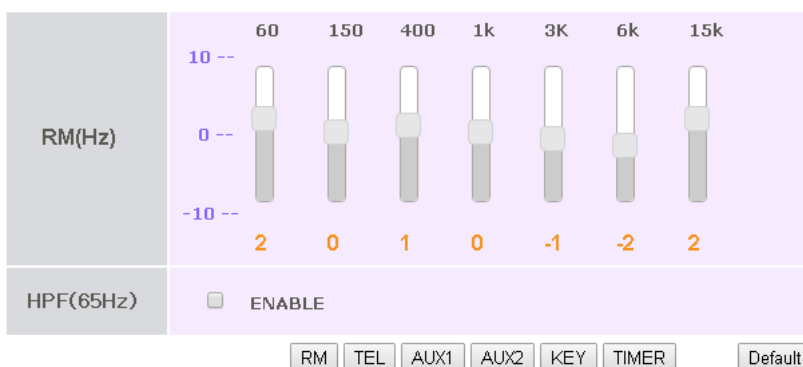 60 150 400 1k 3K 6k 15k
10 --
RM(Hz)
0 --
-10 --
2 0 1 0 -1 -2 2
HPF(65Hz) ENABLE
RM TEL AUX1 AUX2 KEY TIMER Default